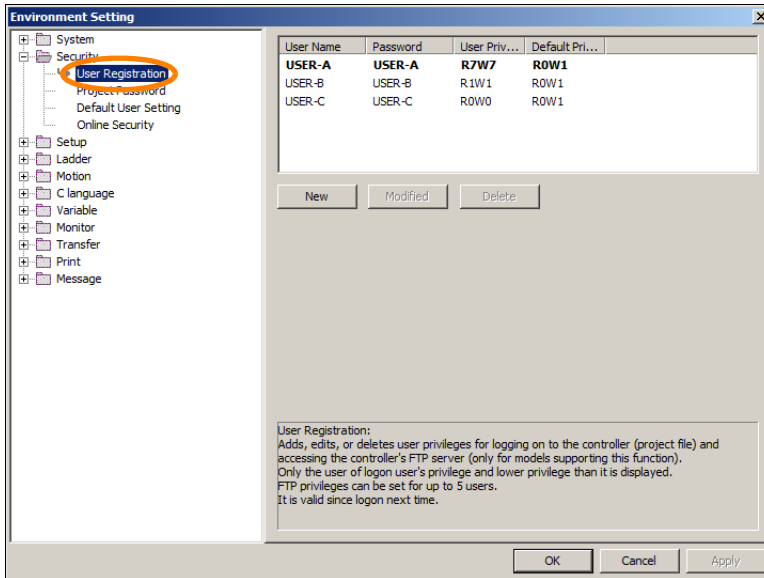 Environment Setting
System
Security
User Registration
Project Password
Default User Setting
Online Security
Setup
Ladder
Motion
C language
Variable
Monitor
Transfer
Print
Message
User Name Password User Priv... Default Pri...
USER-A USER-A R7W7 R0W1
USER-B USER-B R1W1 R0W1
USER-C USER-C R0W0 R0W1
New Modified Delete
User Registration:
Adds, edits, or deletes user privileges for logging on to the controller (project file) and
accessing the controller's FTP server (only for models supporting this function).
Only the user of logon user's privilege and lower privilege than it is displayed.
FTP privileges can be set for up to 5 users.
It is valid since logon next time.
OK Cancel Apply